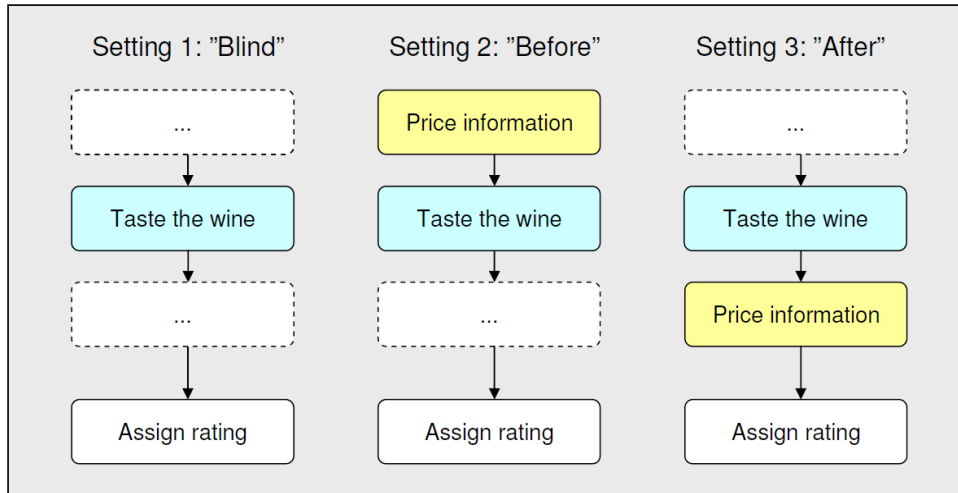 Setting 1: ”Blind”
Setting 2: ”Before”
Setting 3: ”After”
...
Price information
...
Taste the wine
Taste the wine
Taste the wine
...
...
Price information
Assign rating
Assign rating
Assign rating